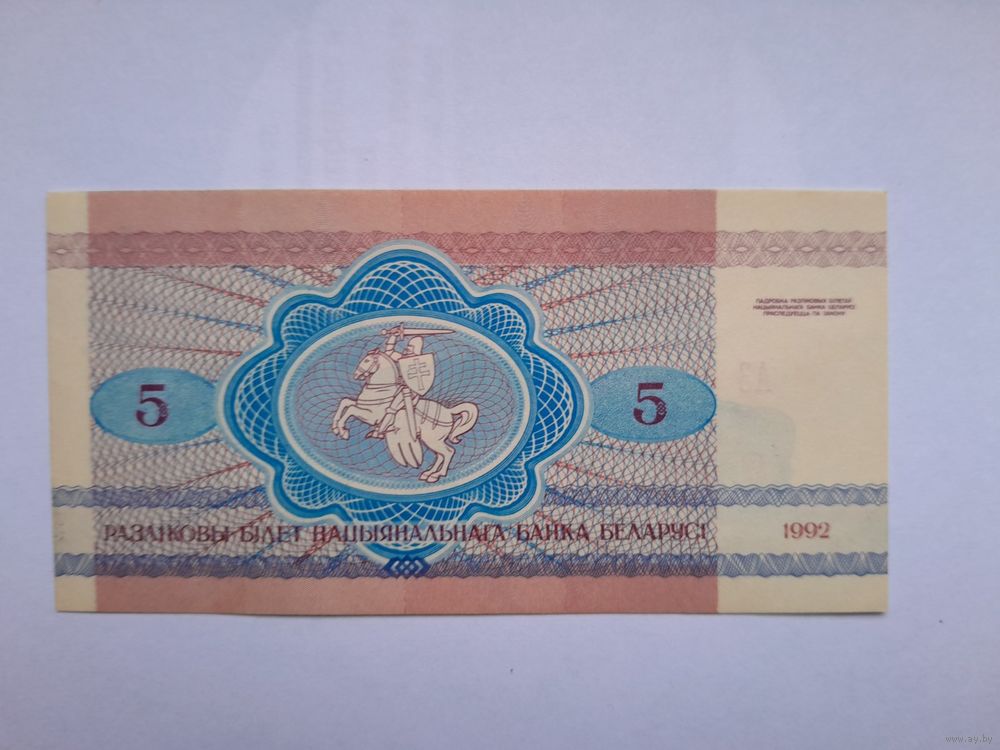 ПАДРОБКА РАЗЛІКОВЫХ БІЛЕТАЎ
НАЦЫЯНАЛЬНАГА БАНКА БЕЛАРУСІ
ПРАСЛЕДУЕЦЦА ПА ЗАКОНУ
5
5
РАЗЛІКОВЫ БІЛЕТ НАЦЫЯНАЛЬНАГА БАНКА БЕЛАРУСІ
1992
www.ay.by